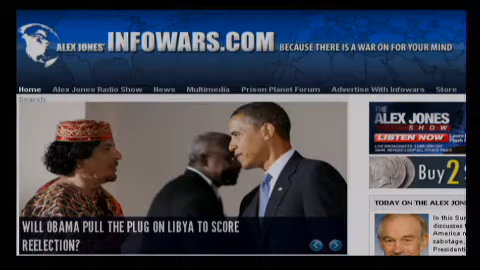 ALEX JONES' INFOWARS.COM BECAUSE THERE IS A WAR ON FOR YOUR MIND
Home Alex Jones Radio Show News Multimedia Prison Planet Forum Advertise With Infowars Store
Search
THE
ALEX JONES
SHOW
LISTEN NOW
Buy 2
WILL OBAMA PULL THE PLUG ON LIBYA TO SCORE
REELECTION?
TODAY ON THE ALEX JON
In this Sun
discusses
America
sabotage,
Presidenti